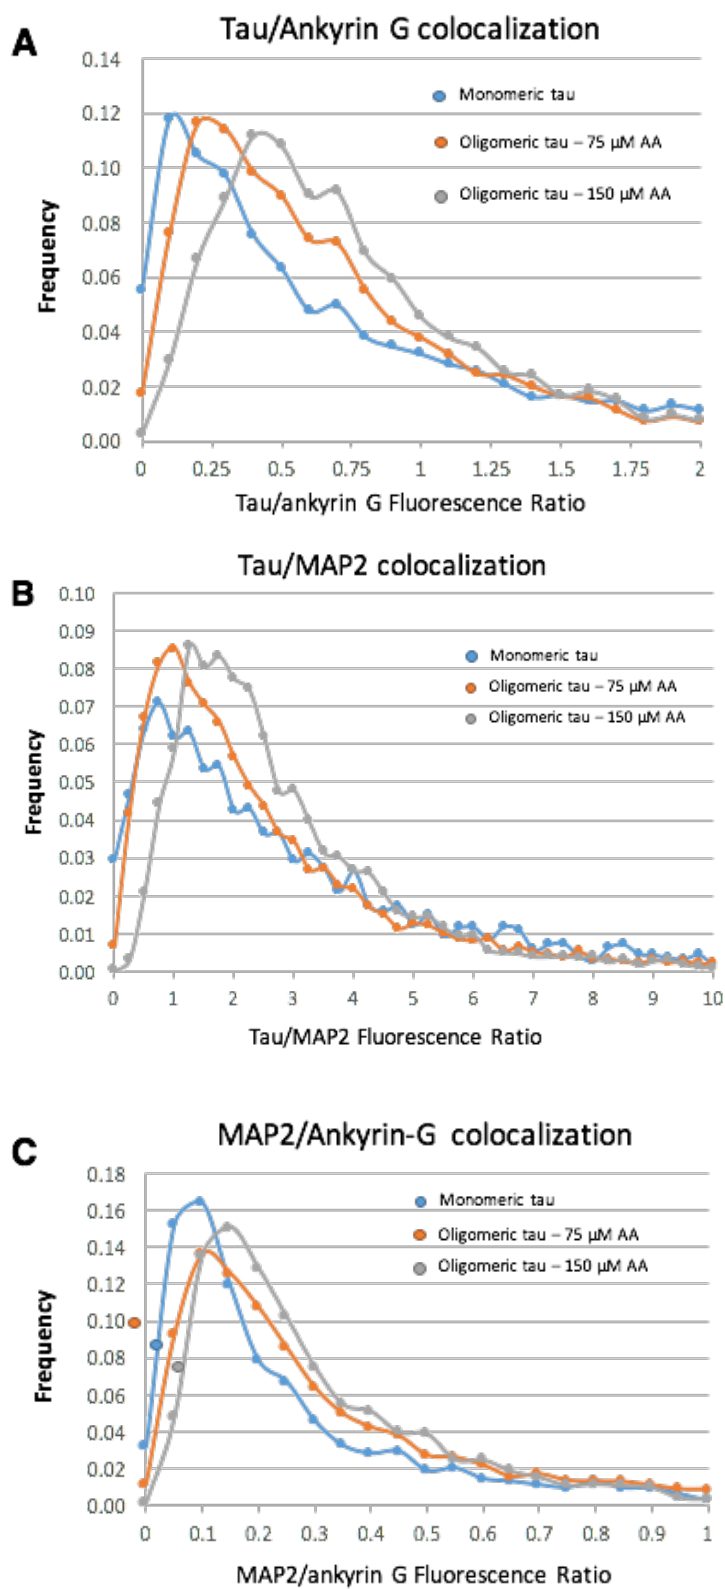 A
Tau/Ankyrin G colocalization
0.14
0.12
0.10
0.08
0.06
0.04
0.02
0.00
Frequency
Monomeric tau
Oligomeric tau – 75 µM AA
Oligomeric tau – 150 µM AA
0 0.25 0.5 0.75 1 1.25 1.5 1.75 2
Tau/ankyrin G Fluorescence Ratio
B
Tau/MAP2 colocalization
0.10
0.09
0.08
0.07
0.06
0.05
0.04
0.03
0.02
0.01
0.00
Frequency
Monomeric tau
Oligomeric tau – 75 µM AA
Oligomeric tau – 150 µM AA
0 1 2 3 4 5 6 7 8 9 10
Tau/MAP2 Fluorescence Ratio
C
MAP2/Ankyrin-G colocalization
0.18
0.16
0.14
0.12
0.10
0.08
0.06
0.04
0.02
0.00
Frequency
Monomeric tau
Oligomeric tau – 75 µM AA
Oligomeric tau – 150 µM AA
0 0.1 0.2 0.3 0.4 0.5 0.6 0.7 0.8 0.9 1
MAP2/ankyrin G Fluorescence Ratio